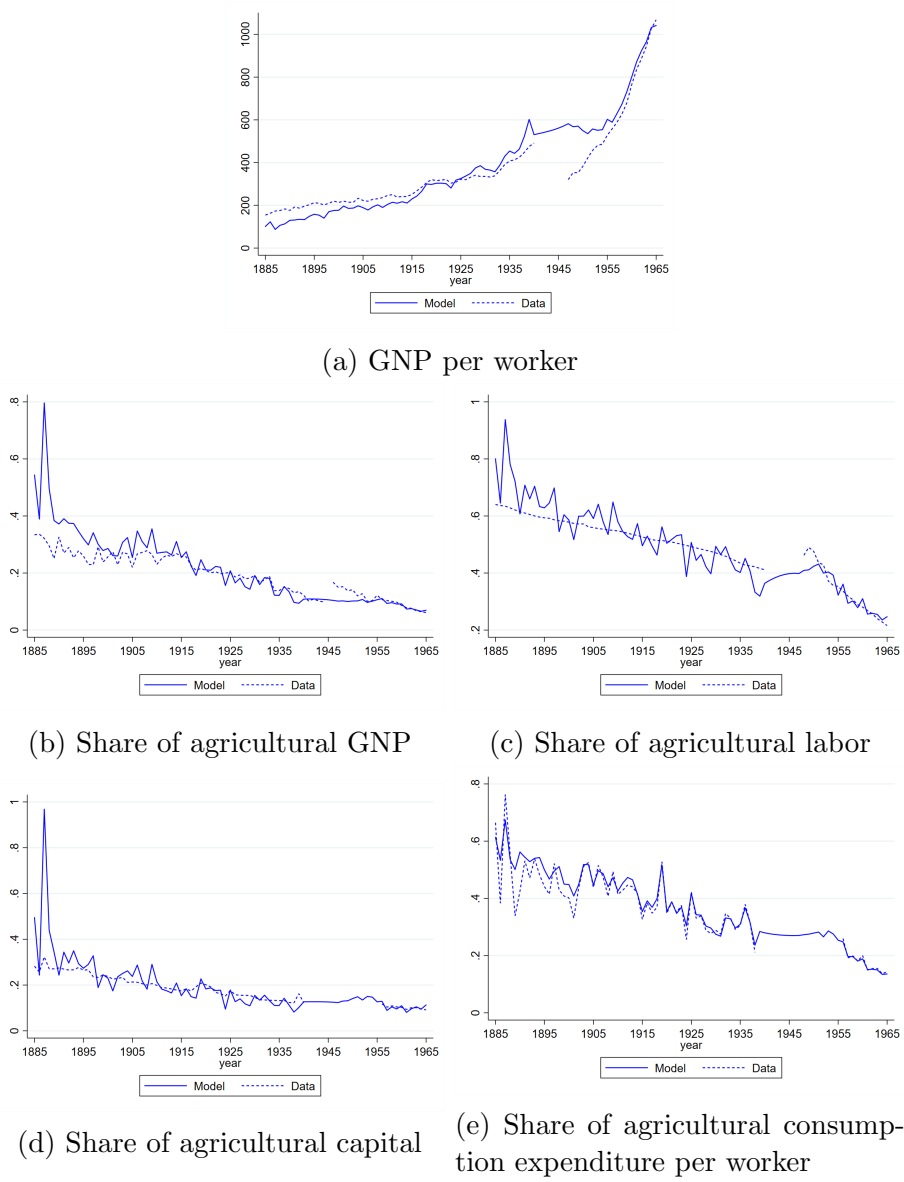 1000
800
600
400
200
0
1885 1895 1905 1915 1925 1935 1945 1955 1965
year
Model Data
(a) GNP per worker
.8
.6
.4
.2
0
1885 1895 1905 1915 1925 1935 1945 1955 1965
year
Model Data
(b) Share of agricultural GNP
1
.8
.6
.4
.2
1885 1895 1905 1915 1925 1935 1945 1955 1965
year
Model Data
(c) Share of agricultural labor
1
.8
.6
.4
.2
0
1885 1895 1905 1915 1925 1935 1945 1955 1965
year
Model Data
(d) Share of agricultural capital
.8
.6
.4
.2
0
1885 1895 1905 1915 1925 1935 1945 1955 1965
year
Model Data
(e) Share of agricultural consump-
tion expenditure per worker